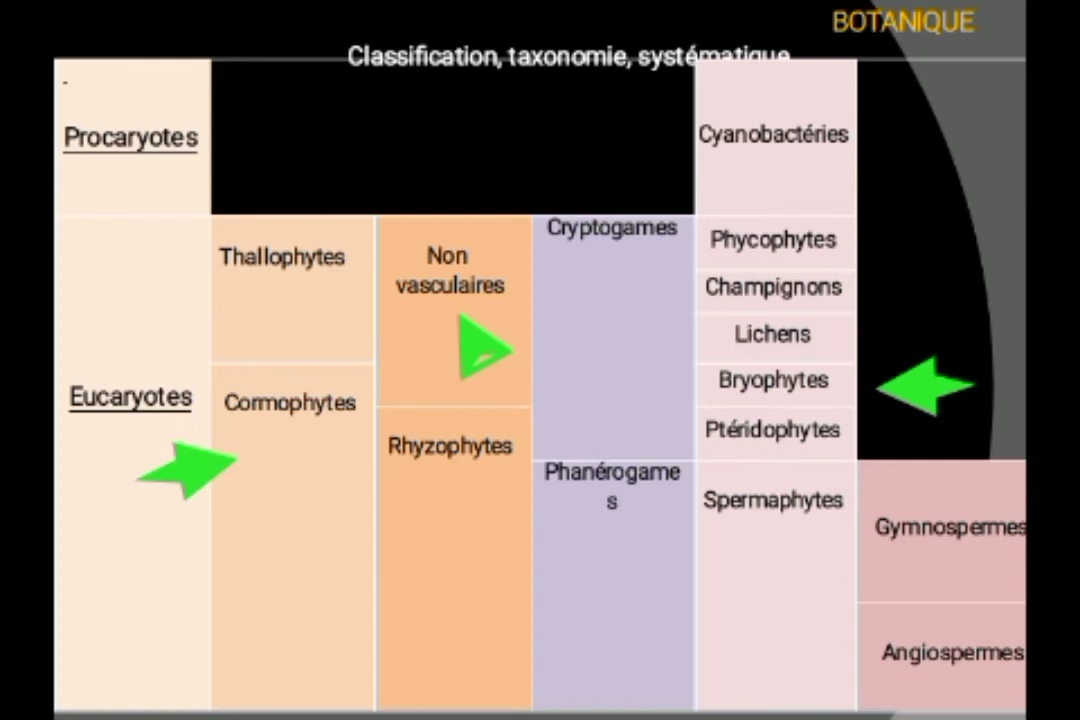 BOTANIQUE
Classification, taxonomie, systématique
Procaryotes
Cyanobactéries
Thallophytes
Non
vasculaires
Cryptogames
Phycophytes
Champignons
Lichens
Eucaryotes
Cormophytes
Bryophytes
Rhyzophytes
Ptéridophytes
Phanérogame
s
Spermaphytes
Gymnospermes
Angiospermes